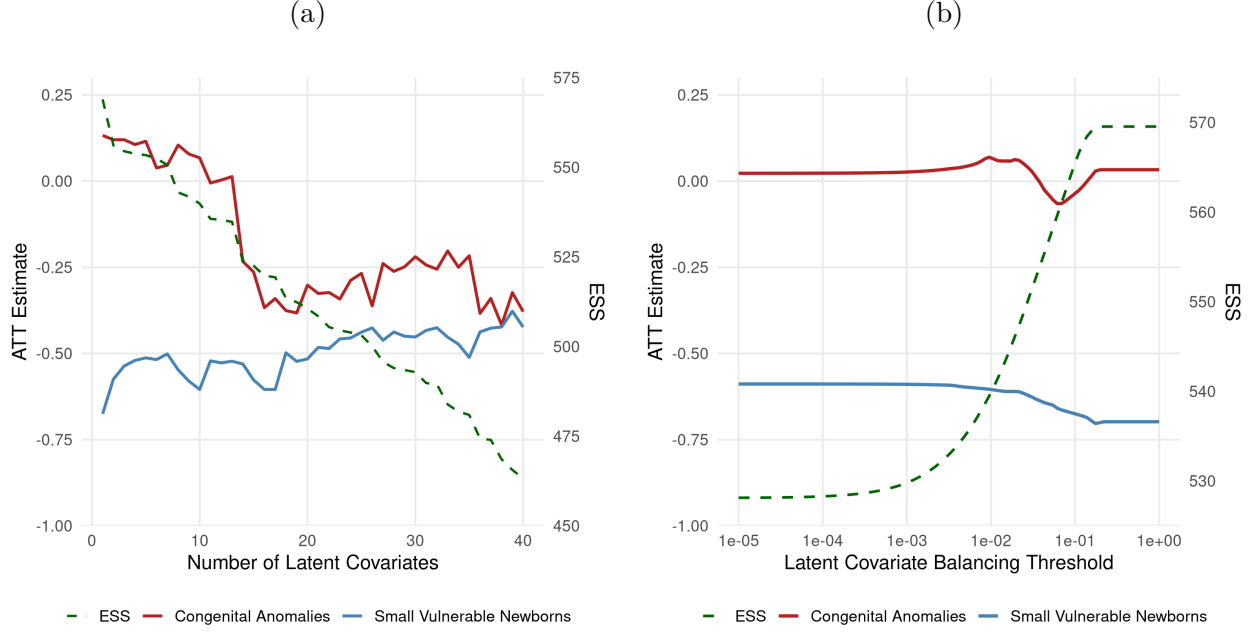 (a)
575
0.25
550
0.00
525
-0.25
ATT Estimate
ESS
500
-0.50
475
-0.75
450
-1.00
0 10 20 30 40
Number of Latent Covariates
ESS Congenital Anomalies Small Vulnerable Newborns
(b)
0.25
570
0.00
560
-0.25
ATT Estimate
ESS
550
-0.50
540
-0.75
530
-1.00
1e-05 1e-04 1e-03 1e-02 1e-01 1e+00
Latent Covariate Balancing Threshold
ESS Congenital Anomalies Small Vulnerable Newborns